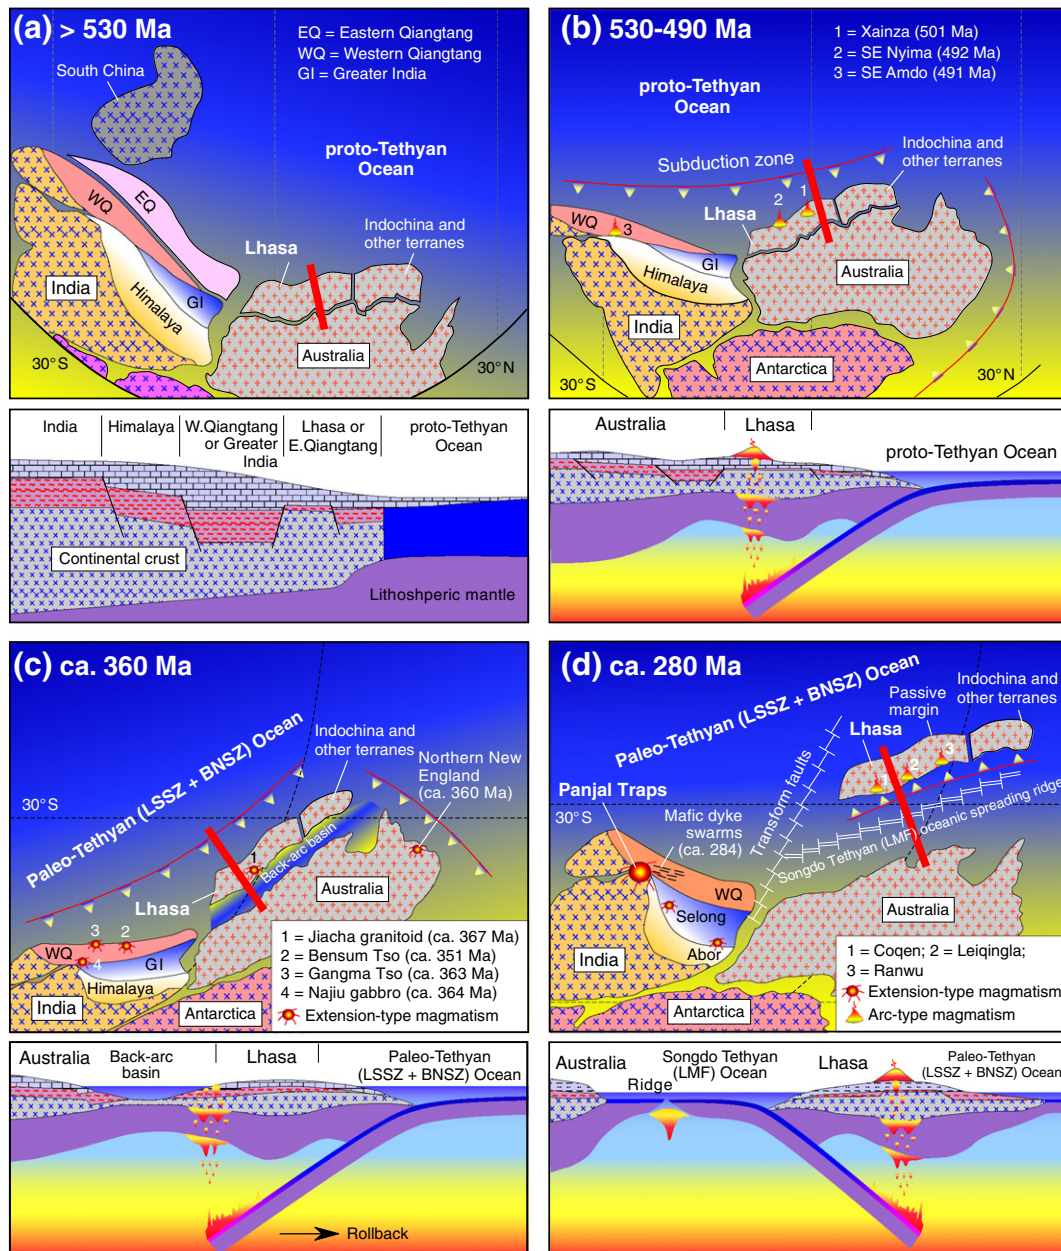 (a) > 530 Ma
EQ = Eastern Qiangtang
WQ = Western Qiangtang
GI = Greater India
South China
proto-Tethyan
Ocean
EQ
WQ
Indochina and
other terranes
Lhasa
India
Himalaya
GI
Australia
30°S
30°N
India
Himalaya
W.Qiangtang
or Greater
India
Lhasa or
E.Qiangtang
proto-Tethyan
Ocean
Continental crust
Lithoshperic mantle
(b) 530-490 Ma
1 = Xainza (501 Ma)
2 = SE Nyima (492 Ma)
3 = SE Amdo (491 Ma)
proto-Tethyan
Ocean
Indochina and
other terranes
Subduction zone
1
2
Lhasa
WQ
3
GI
Himalaya
Australia
India
Antarctica
30°S
30°N
Australia
Lhasa
proto-Tethyan Ocean
(c) ca. 360 Ma
Paleo-Tethyan (LSSZ + BNSZ) Ocean
Indochina and
other terranes
Northern New
England
(ca. 360 Ma)
30°S
1
Back-arc basin
Lhasa
Australia
3
2
WQ
4
GI
Himalaya
India
Antarctica
1 = Jiacha granitoid (ca. 367 Ma)
2 = Bensum Tso (ca. 351 Ma)
3 = Gangma Tso (ca. 363 Ma)
4 = Najiu gabbro (ca. 364 Ma)
Extension-type magmatism
Australia
Back-arc
basin
Lhasa
Paleo-Tethyan
(LSSZ + BNSZ) Ocean
Rollback
(d) ca. 280 Ma
Paleo-Tethyan (LSSZ + BNSZ) Ocean
Indochina and
other terranes
Passive
margin
Lhasa
3
2
1
Panjal Traps
30°S
Mafic dyke
swarms
(ca. 284)
Transform faults
Songdo Tethyan (LMF) oceanic spreading ridge
WQ
Selong
Abor
India
Australia
Antarctica
1 = Coqen; 2 = Leiqingla;
3 = Ranwu
Extension-type magmatism
Arc-type magmatism
Australia
Songdo Tethyan
(LMF) Ocean
Ridge
Lhasa
Paleo-Tethyan
(LSSZ + BNSZ) Ocean